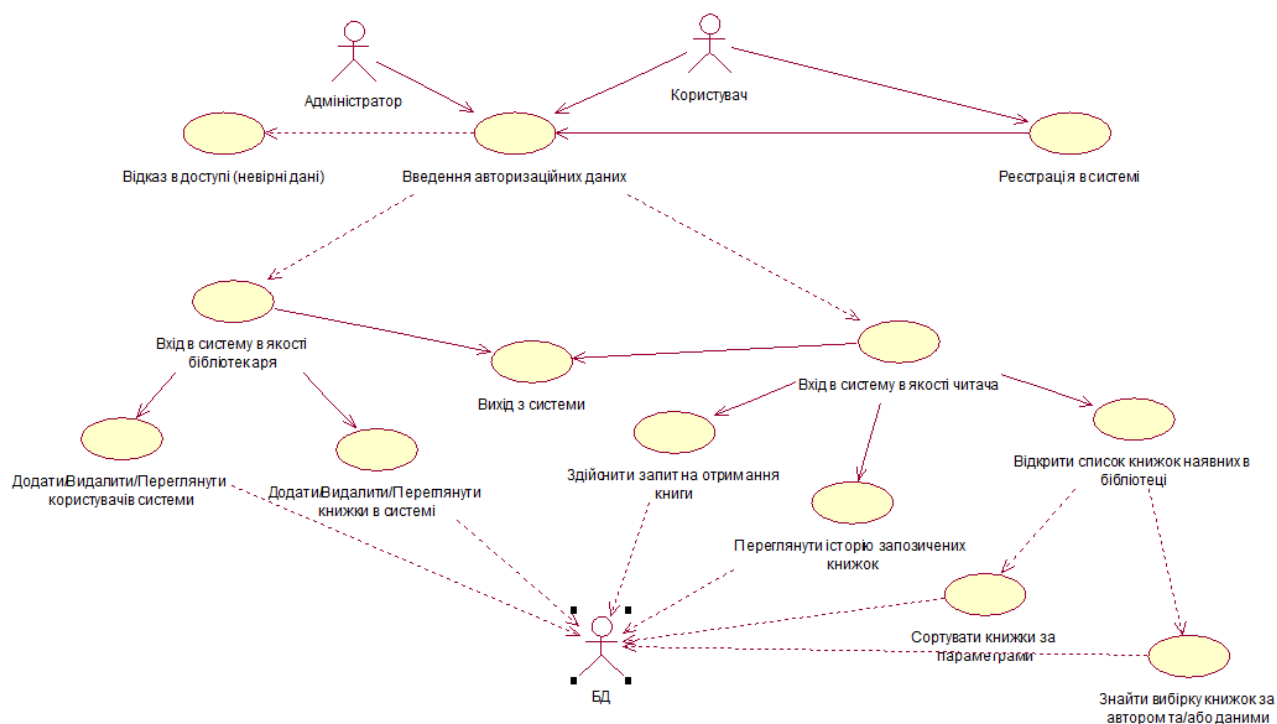 Адміністратор
Користувач
Відказ в доступі (невірні дані)
Введення авторизаційних даних
Реєстрація в системі
Вхід в систему в якості
бібліотекаря
Вихід з системи
Вхід в систему в якості читача
Додати/Видалити/Переглянути
користувачів системи
Додати/Видалити/Переглянути
книжки в системі
Здійснити запит на отримання
книги
Відкрити список книжок наявних в
бібліотеці
Переглянути історію запозичених
книжок
Сортувати книжки за
параметрами
БД
Знайти вибірку книжок за
автором та/або даними